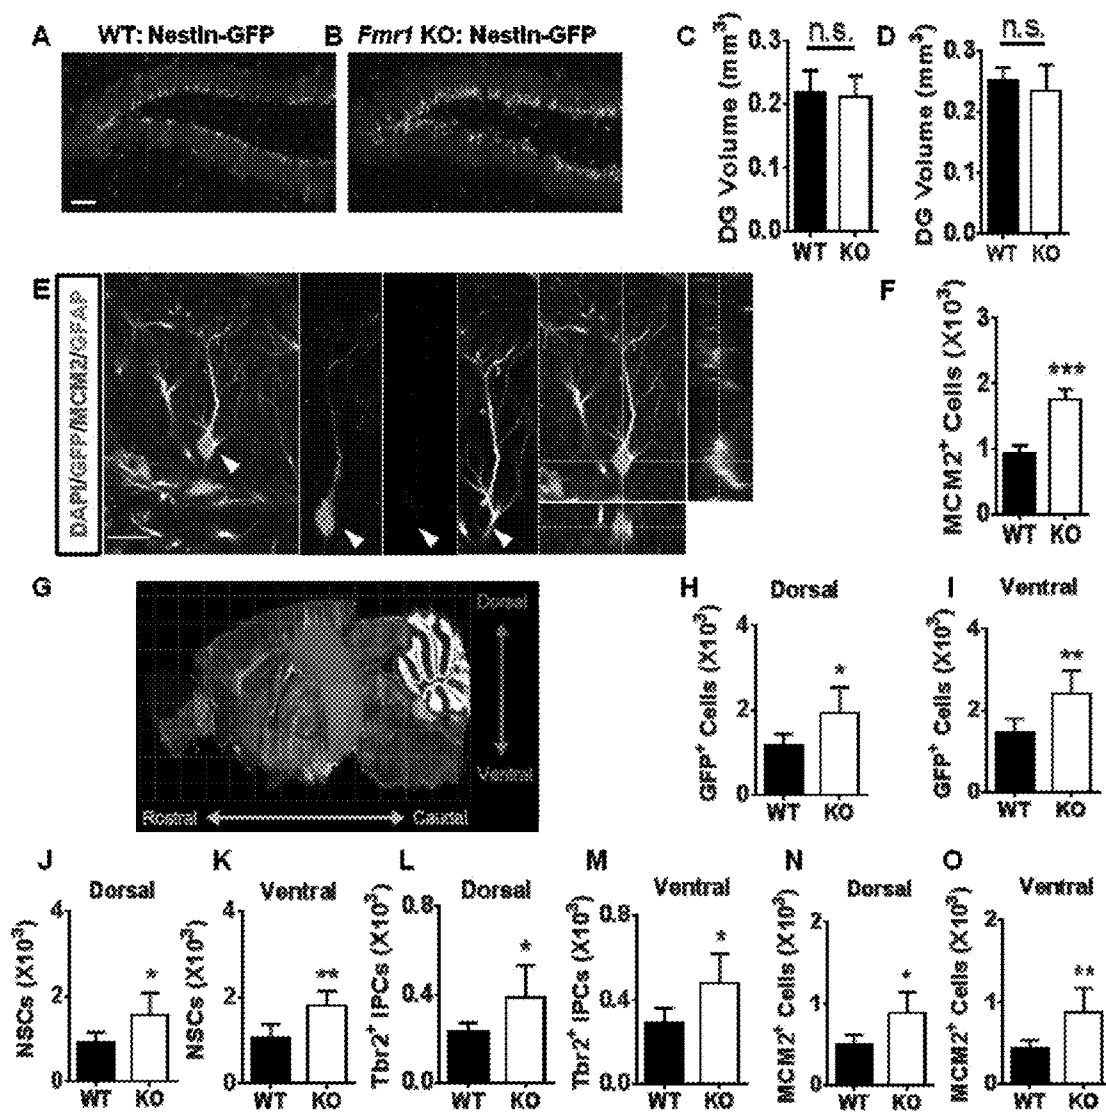 A WT: Nestin-GFP
B Fmr1 KO: Nestin-GFP
C
DG Volume (mm³)
0.3
0.2
0.1
0.0
n.s.
WT KO
D
DG Volume (mm³)
0.3
0.2
0.1
0.0
n.s.
WT KO
E
DAPI/GFP/MCM2/GFAP
F
MCM2⁺ Cells (X10³)
3
2
1
0
***
WT KO
G
Dorsal
Ventral
Rostral
Caudal
H
Dorsal
GFP⁺ Cells (X10³)
4
2
0
*
WT KO
I
Ventral
GFP⁺ Cells (X10³)
4
2
0
**
WT KO
J
Dorsal
NSCs (X10³)
4
2
0
*
WT KO
K
Ventral
NSCs (X10³)
4
2
0
**
WT KO
L
Dorsal
Tbr2⁺ IPCs (X10³)
0.8
0.4
0.0
*
WT KO
M
Ventral
Tbr2⁺ IPCs (X10³)
0.8
0.4
0.0
*
WT KO
N
Dorsal
MCM2⁺ Cells (X10³)
2
1
0
*
WT KO
O
Ventral
MCM2⁺ Cells (X10³)
2
1
0
**
WT KO